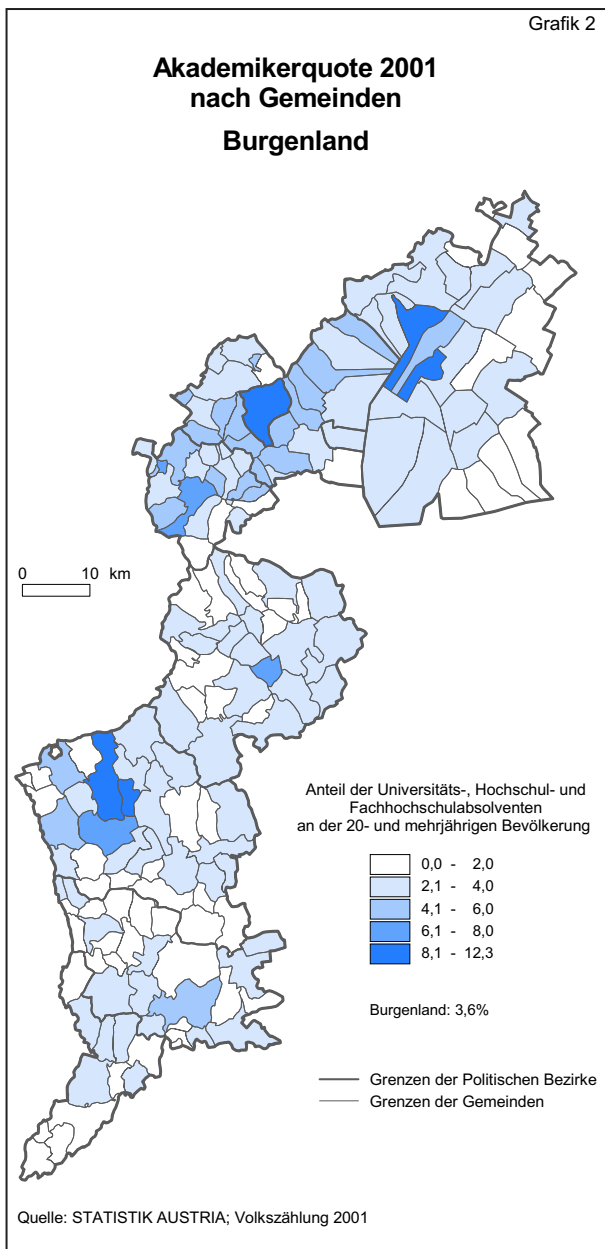 Grafik 2
Akademikerquote 2001
nach Gemeinden
Burgenland
0 10 km
Anteil der Universitäts-, Hochschul- und
Fachhochschulabsolventen
an der 20- und mehrjährigen Bevölkerung
0,0 - 2,0
2,1 - 4,0
4,1 - 6,0
6,1 - 8,0
8,1 - 12,3
Burgenland: 3,6%
Grenzen der Politischen Bezirke
Grenzen der Gemeinden
Quelle: STATISTIK AUSTRIA; Volkszählung 2001